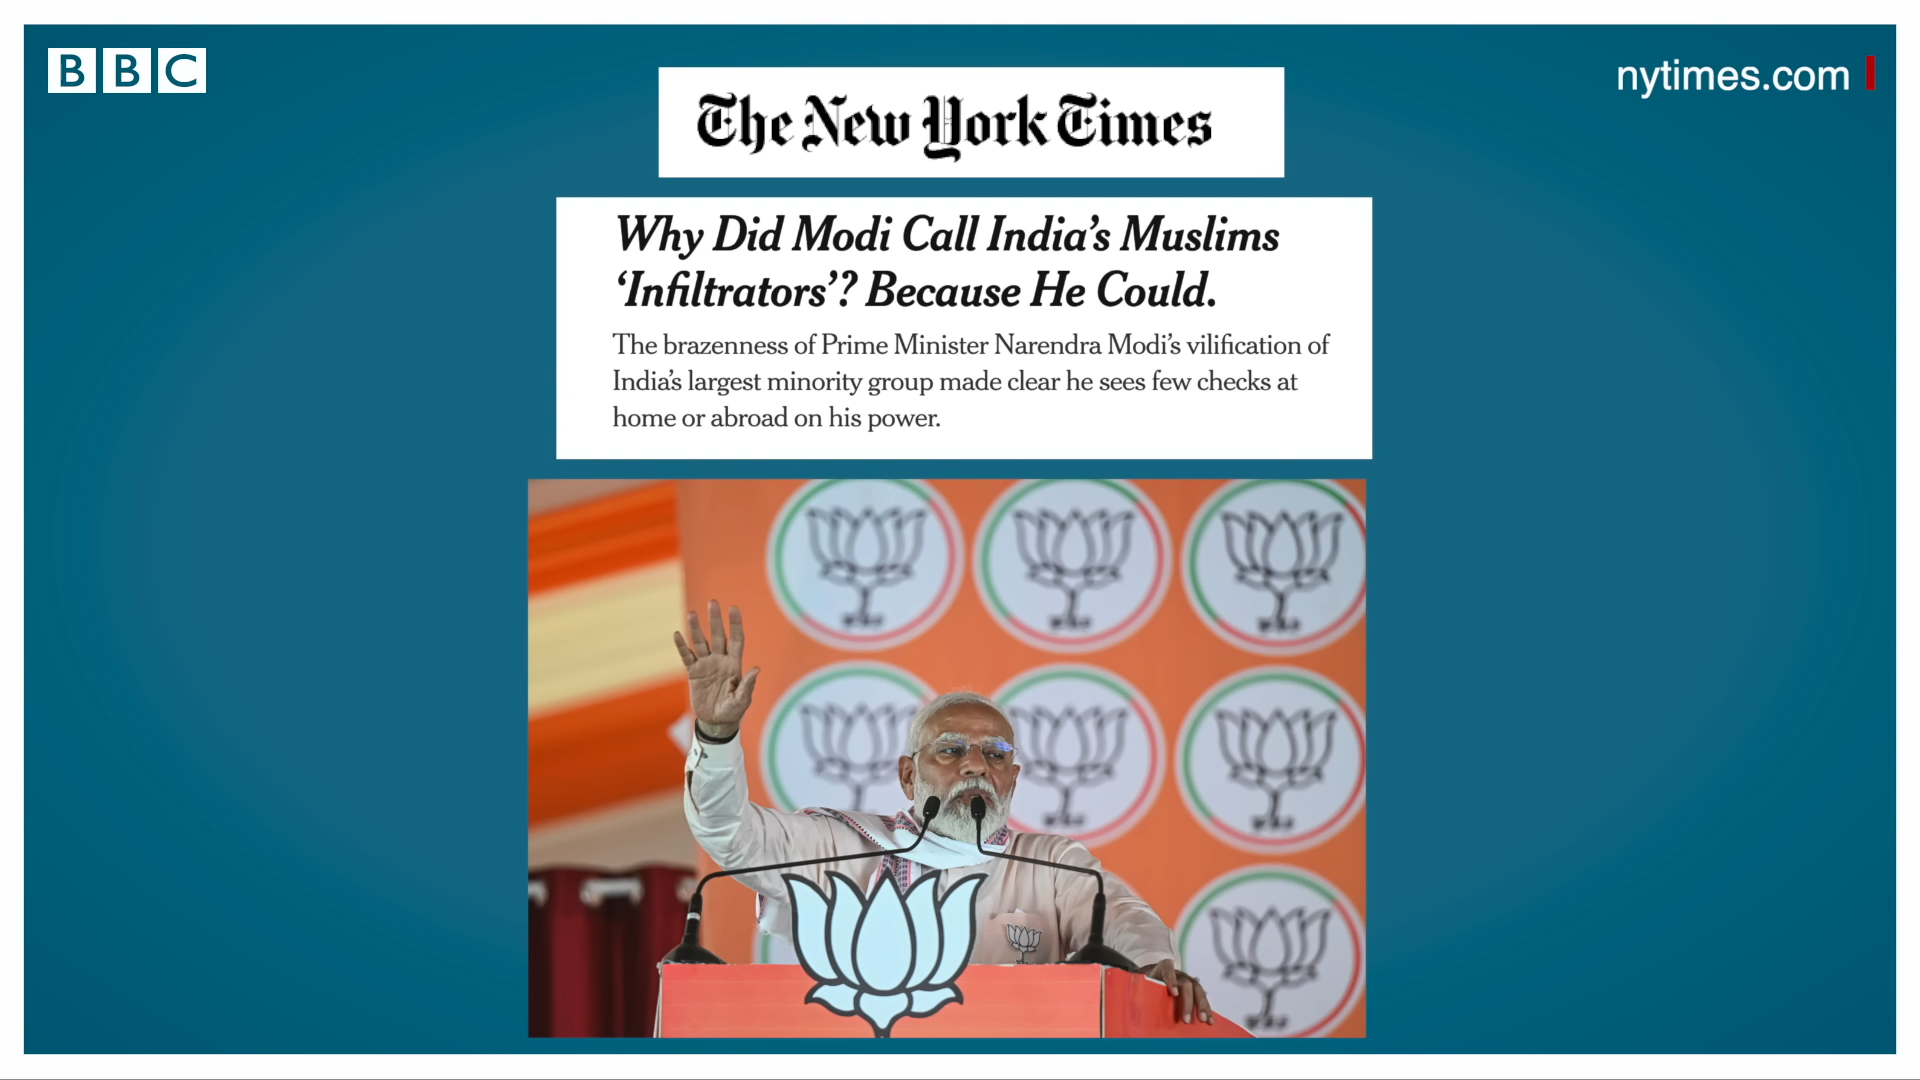 BBC
nytimes.com
The New York Times
Why Did Modi Call India’s Muslims
‘Infiltrators’? Because He Could.
The brazenness of Prime Minister Narendra Modi’s vilification of
India’s largest minority group made clear he sees few checks at
home or abroad on his power.